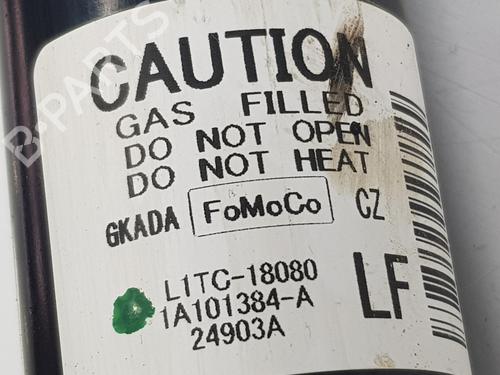 CAUTION
GAS FILLED
DO NOT OPEN
DO NOT HEAT
GKADA FoMoCo CZ
L1TC-18080
1A101384-A LF
24903A
B-PARTS